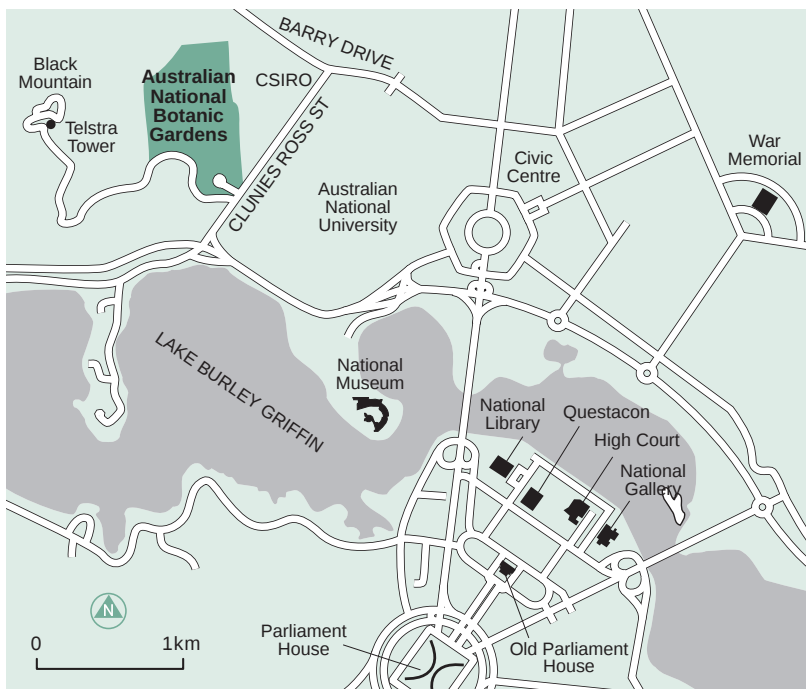 BARRY DRIVE
Black
Mountain
Australian
National
Botanic
Gardens
CSIRO
Telstra
Tower
CLUNIES ROSS ST
Civic
Centre
War
Memorial
Australian
National
University
LAKE BURLEY GRIFFIN
National
Museum
National
Library
Questacon
High Court
National
Gallery
N
0 1km
Parliament
House
Old Parliament
House